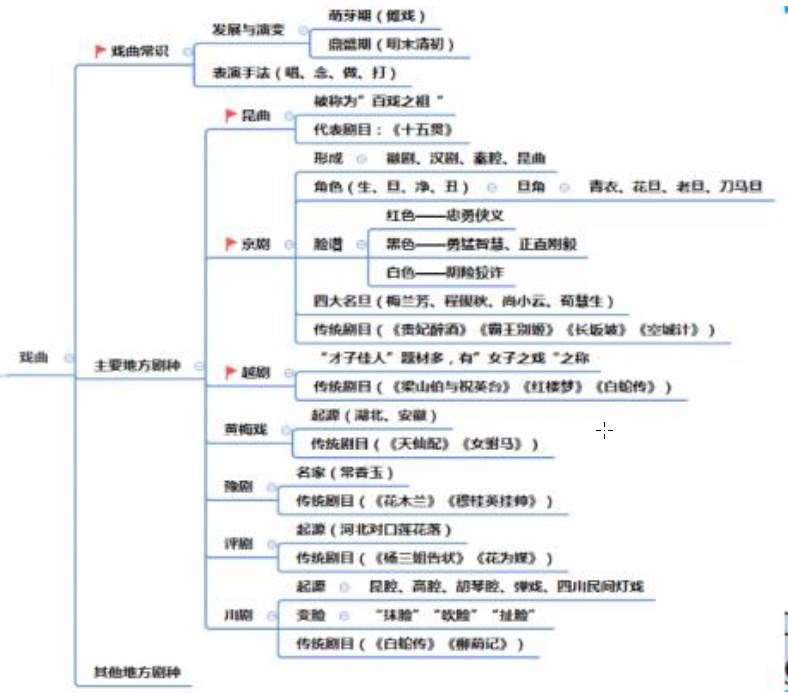 戏曲
戏曲常识
发展与演变
萌芽期（傩戏）
鼎盛期（明末清初）
表演手法（唱、念、做、打）
主要地方剧种
昆曲
被称为”百戏之祖“
代表剧目：《十五贯》
京剧
形成
徽剧、汉剧、秦腔、昆曲
角色（生、旦、净、丑）
旦角
青衣、花旦、老旦、刀马旦
脸谱
红色——忠勇侠义
黑色——勇猛智慧、正直刚毅
白色——阴险狡诈
四大名旦（梅兰芳、程砚秋、尚小云、荀慧生）
传统剧目（《贵妃醉酒》《霸王别姬》《长坂坡》《空城计》）
越剧
“才子佳人”题材多，有”女子之戏“之称
传统剧目（《梁山伯与祝英台》《红楼梦》《白蛇传》）
黄梅戏
起源（湖北、安徽）
传统剧目（《天仙配》《女驸马》）
豫剧
名家（常香玉）
传统剧目（《花木兰》《穆桂英挂帅》）
评剧
起源（河北对口莲花落）
传统剧目（《杨三姐告状》《花为媒》）
川剧
起源
昆腔、高腔、胡琴腔、弹戏、四川民间灯戏
变脸
“抹脸”“吹脸”“扯脸”
传统剧目（《白蛇传》《柳荫记》）
其他地方剧种